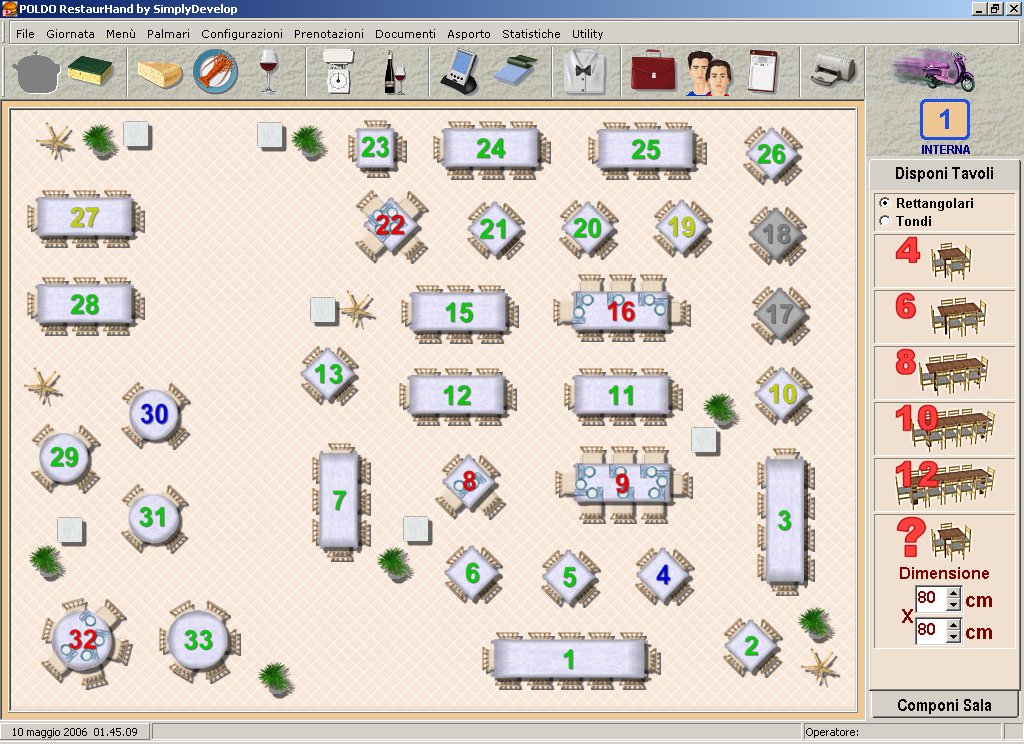 POLDO RestaurHand by SimplyDevelop
File Giornata Menù Palmari Configurazioni Prenotazioni Documenti Asporto Statistiche Utility
1
INTERNA
Disponi Tavoli
Rettangolari
Tondi
4
6
8
10
12
?
Dimensione
80 cm
X
80 cm
Componi Sala
23 24 25 26
27 22 21 20 19 18
28 15 16 17
13 12 11 10
30
29 7 8 9 3
31
6 5 4
32 33 1 2
10 maggio 2006 01.45.09 Operatore: